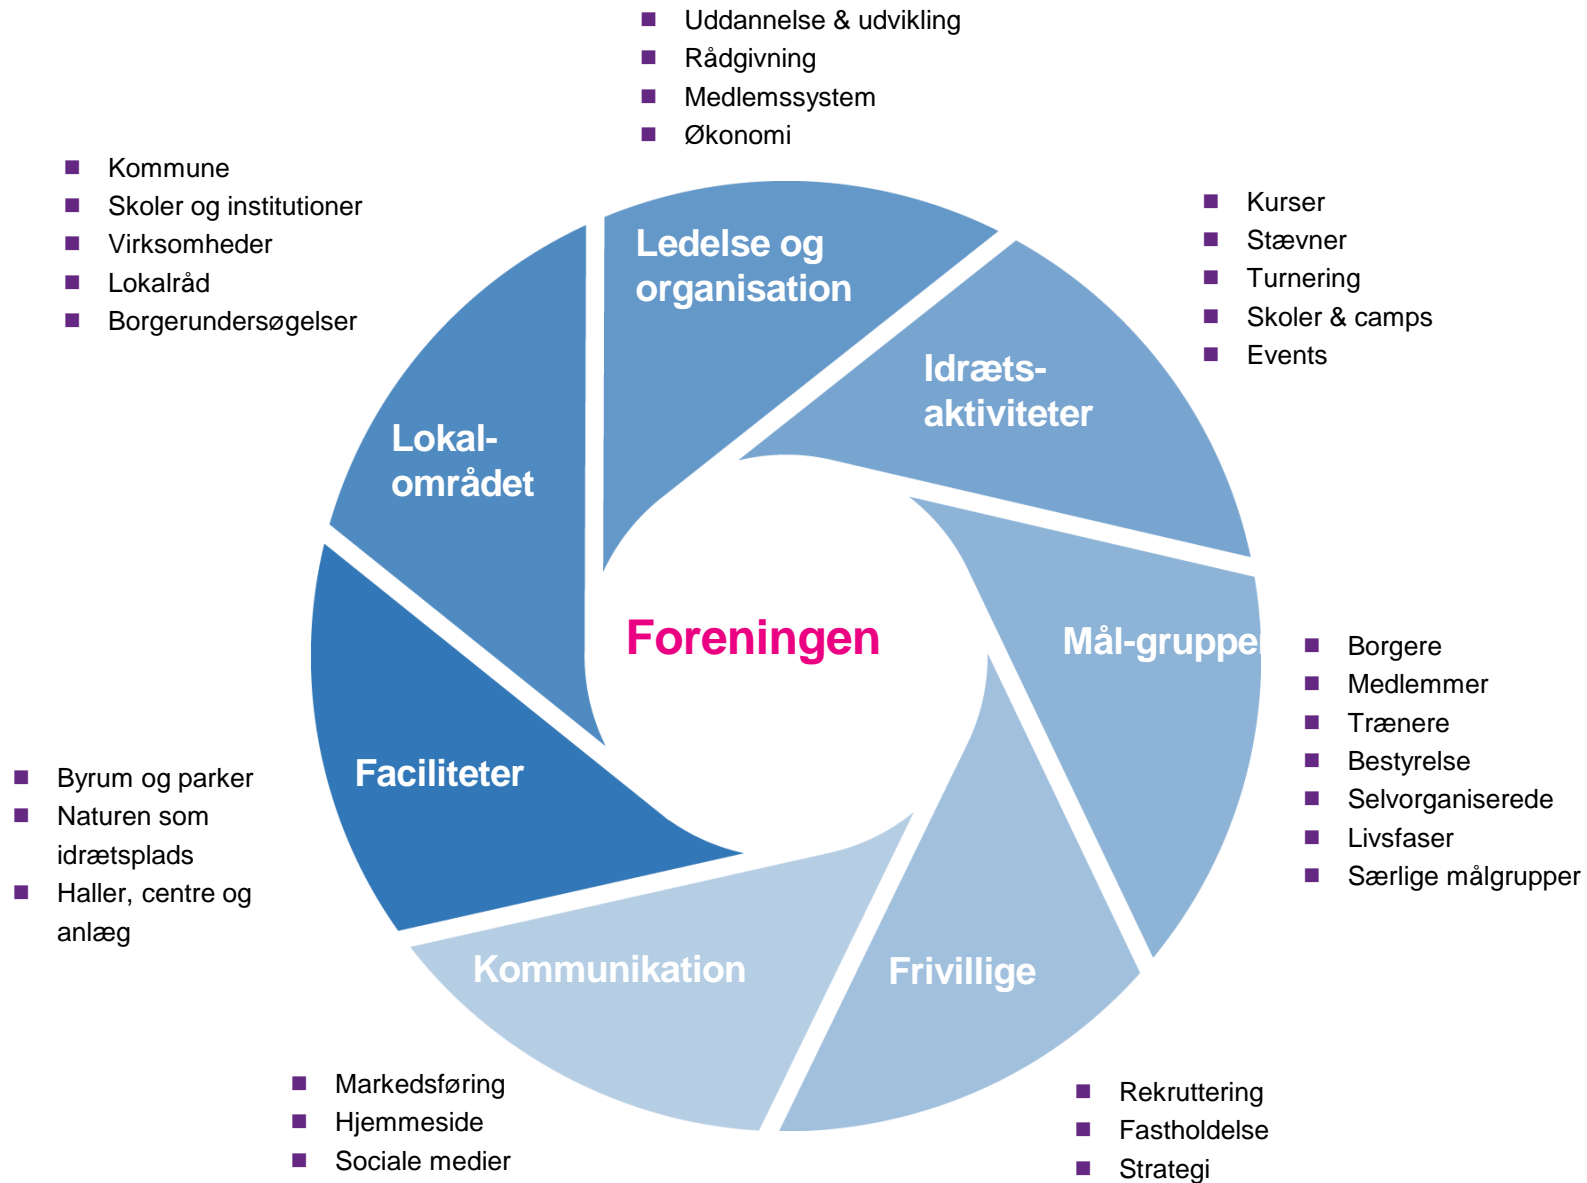 Uddannelse & udvikling
Rådgivning
Medlemssystem
Økonomi
Kommune
Skoler og institutioner
Virksomheder
Lokalråd
Borgerundersøgelser
Kurser
Stævner
Turnering
Skoler & camps
Events
Ledelse og
organisation
Idræts-
aktiviteter
Lokal-
området
Foreningen
Mål-grupper
Borgere
Medlemmer
Trænere
Bestyrelse
Selvorganiserede
Livsfaser
Særlige målgrupper
Faciliteter
Byrum og parker
Naturen som
idrætsplads
Haller, centre og
anlæg
Kommunikation
Frivillige
Markedsføring
Hjemmeside
Sociale medier
Rekruttering
Fastholdelse
Strategi